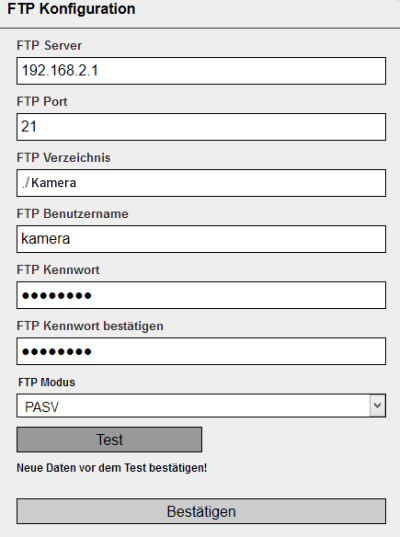 FTP Konfiguration
FTP Server
192.168.2.1
FTP Port
21
FTP Verzeichnis
./Kamera
FTP Benutzername
kamera
FTP Kennwort
●●●●●●●●
FTP Kennwort bestätigen
●●●●●●●●
FTP Modus
PASV
Test
Neue Daten vor dem Test bestätigen!
Bestätigen